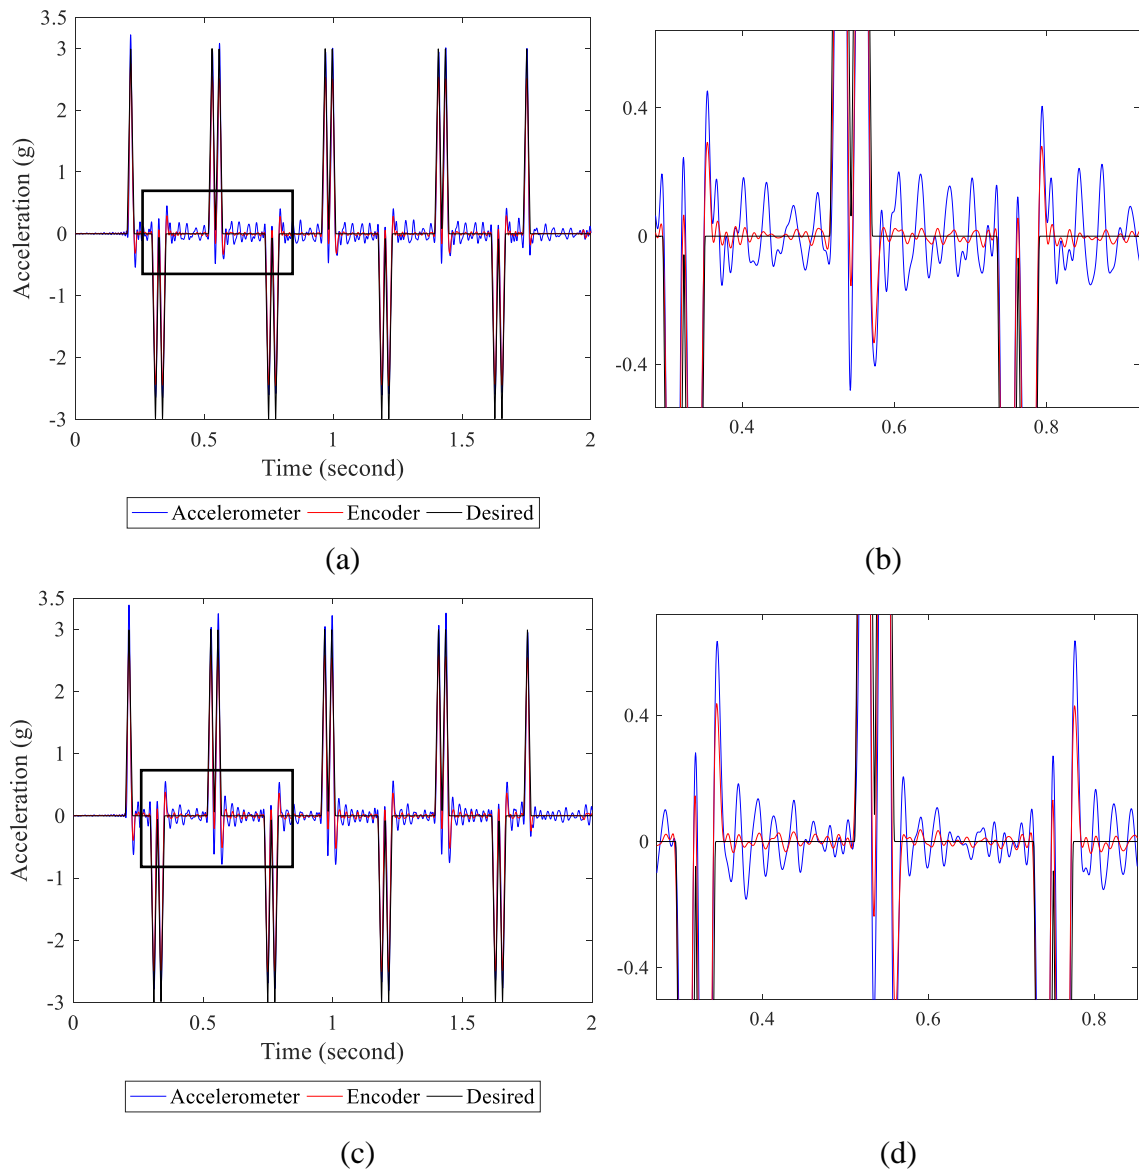 3.5
3
2
1
0
-1
-2
-3
Acceleration (g)
0 0.5 1 1.5 2
Time (second)
Accelerometer Encoder Desired
(a)
0.4
0
-0.4
0.4 0.6 0.8
(b)
3.5
3
2
1
0
-1
-2
-3
Acceleration (g)
0 0.5 1 1.5 2
Time (second)
Accelerometer Encoder Desired
(c)
0.4
0
-0.4
0.4 0.6 0.8
(d)